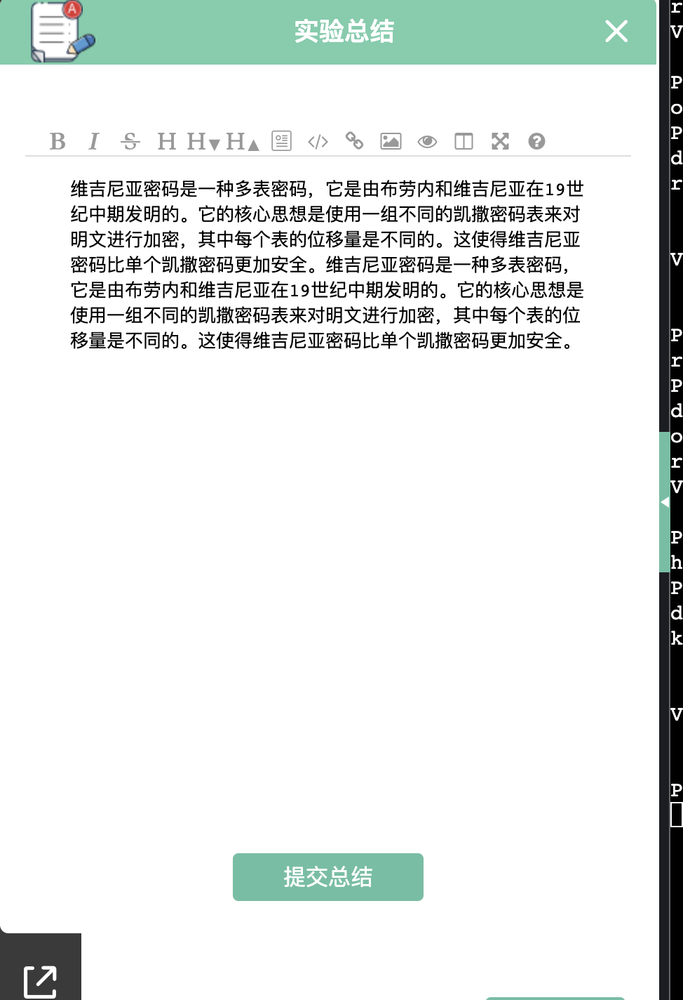 A
实验总结
B I S H H▼ H▲ </> ?
维吉尼亚密码是一种多表密码，它是由布劳内和维吉尼亚在19世
纪中期发明的。它的核心思想是使用一组不同的凯撒密码表来对
明文进行加密，其中每个表的位移量是不同的。这使得维吉尼亚
密码比单个凯撒密码更加安全。维吉尼亚密码是一种多表密码，
它是由布劳内和维吉尼亚在19世纪中期发明的。它的核心思想是
使用一组不同的凯撒密码表来对明文进行加密，其中每个表的位
移量是不同的。这使得维吉尼亚密码比单个凯撒密码更加安全。
提交总结
r
V
P
o
P
d
r
V
P
r
P
d
o
r
V
P
h
P
d
k
V
P